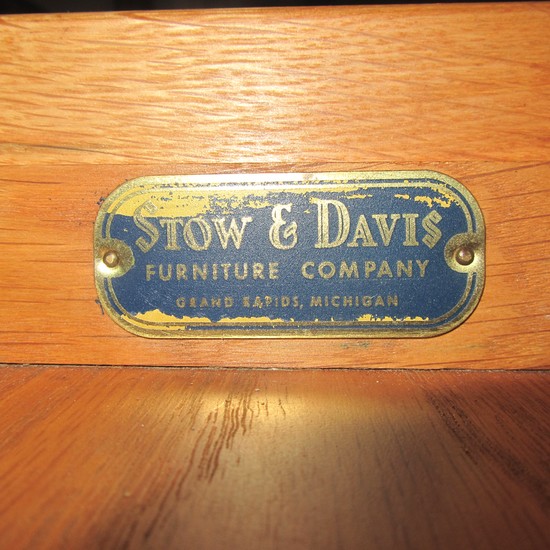 STOW & DAVIS
FURNITURE COMPANY
GRAND RAPIDS, MICHIGAN